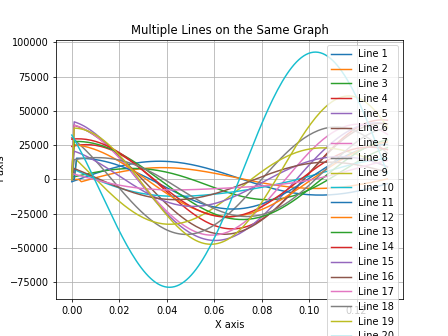 Multiple Lines on the Same Graph
100000
75000
50000
25000
0
−25000
−50000
−75000
0.00
0.02
0.04
0.06
0.08
0.10
X axis
Line 1
Line 2
Line 3
Line 4
Line 5
Line 6
Line 7
Line 8
Line 9
Line 10
Line 11
Line 12
Line 13
Line 14
Line 15
Line 16
Line 17
Line 18
Line 19
Line 20